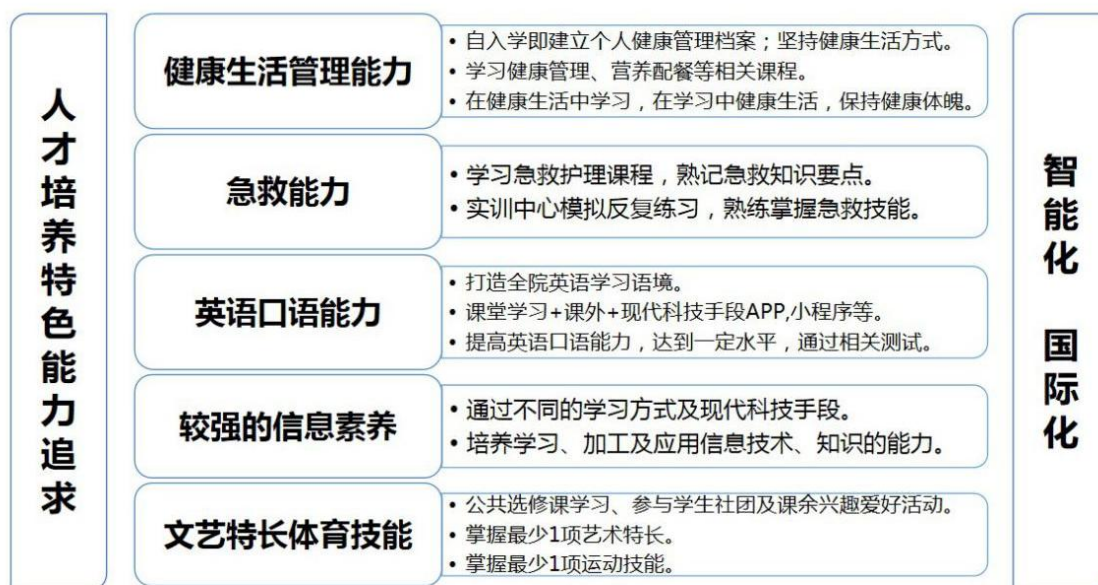 人才培养特色能力追求
健康生活管理能力
• 自入学即建立个人健康管理档案；坚持健康生活方式。
• 学习健康管理、营养配餐等相关课程。
• 在健康生活中学习，在学习中健康生活，保持健康体魄。
急救能力
• 学习急救护理课程，熟记急救知识要点。
• 实训中心模拟反复练习，熟练掌握急救技能。
英语口语能力
• 打造全院英语学习语境。
• 课堂学习+课外+现代科技手段APP,小程序等。
• 提高英语口语能力，达到一定水平，通过相关测试。
较强的信息素养
• 通过不同的学习方式及现代科技手段。
• 培养学习、加工及应用信息技术、知识的能力。
文艺特长体育技能
• 公共选修课学习、参与学生社团及课余兴趣爱好活动。
• 掌握最少1项艺术特长。
• 掌握最少1项运动技能。
智能化 国际化